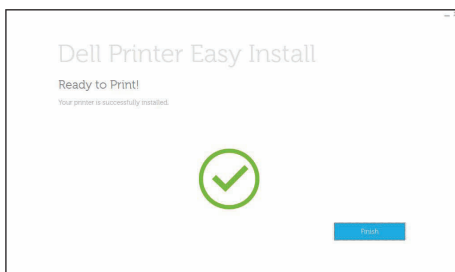 Dell Printer Easy Install
Ready to Print!
Your printer is successfully installed.
Finish